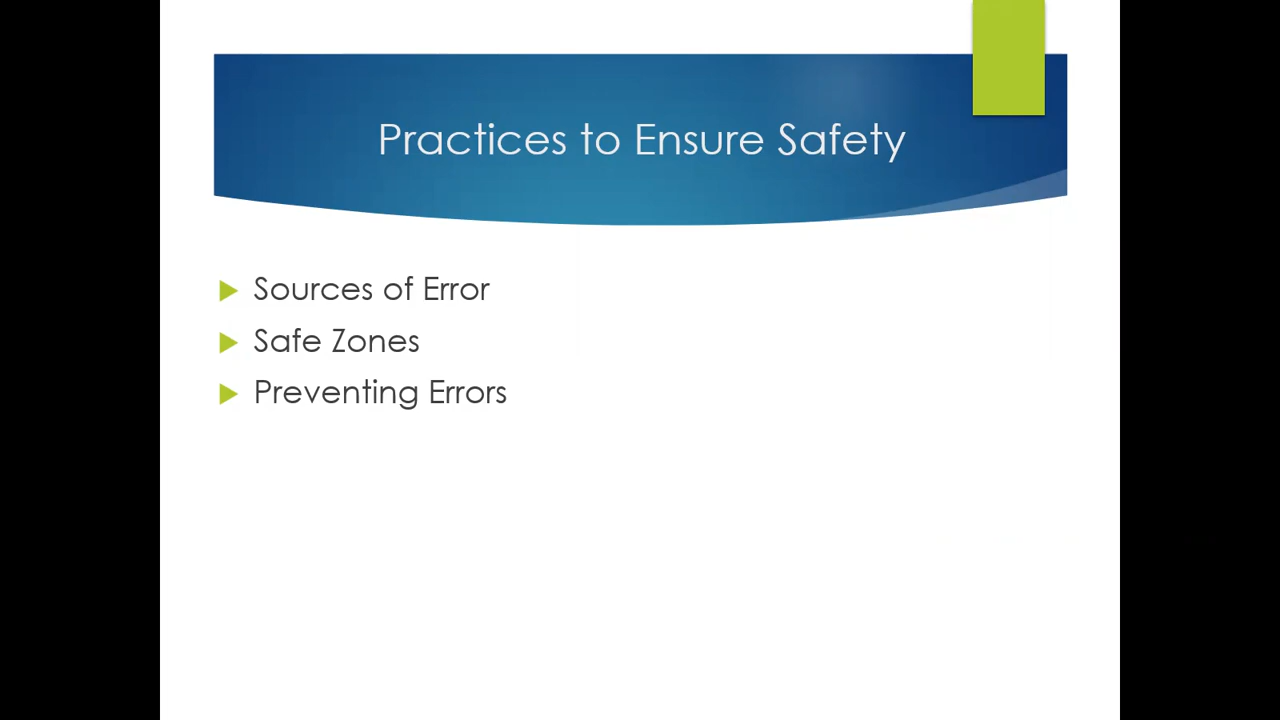 Practices to Ensure Safety
Sources of Error
Safe Zones
Preventing Errors